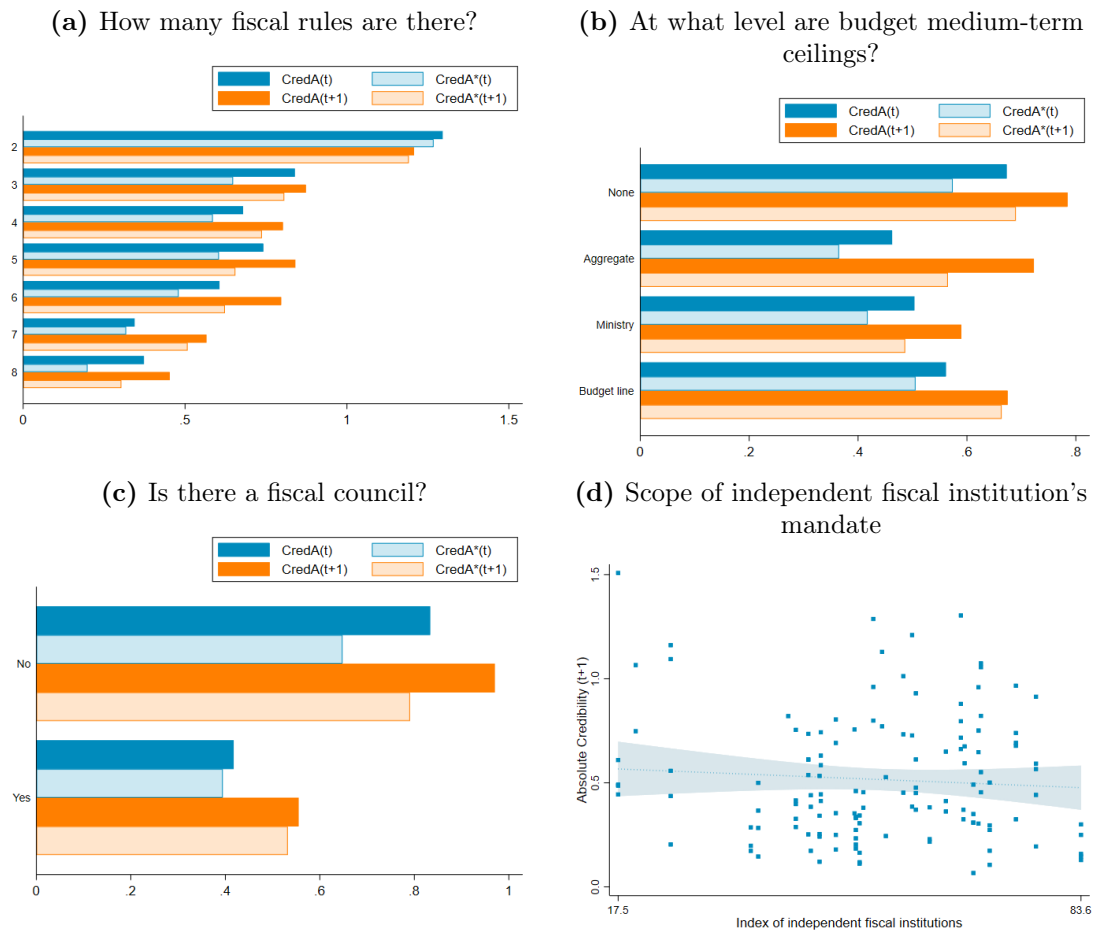 (a) How many fiscal rules are there?
CredA(t) CredA*(t)
CredA(t+1) CredA*(t+1)
2
3
4
5
6
7
8
0 .5 1 1.5
(b) At what level are budget medium-term
ceilings?
CredA(t) CredA*(t)
CredA(t+1) CredA*(t+1)
None
Aggregate
Ministry
Budget line
0 .2 .4 .6 .8
(c) Is there a fiscal council?
CredA(t) CredA*(t)
CredA(t+1) CredA*(t+1)
No
Yes
0 .2 .4 .6 .8 1
(d) Scope of independent fiscal institution's
mandate
Absolute Credibility (t+1)
1.5
1.0
0.5
0.0
17.5 83.6
Index of independent fiscal institutions